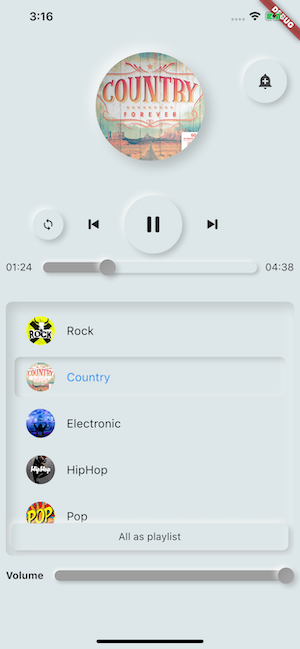 3:16
DEBUG
COUNTRY
FOREVER
01:24
04:38
ROCK
Rock
COUNTRY
Country
Electronic
HipHop
HipHop
POP
Pop
All as playlist
Volume